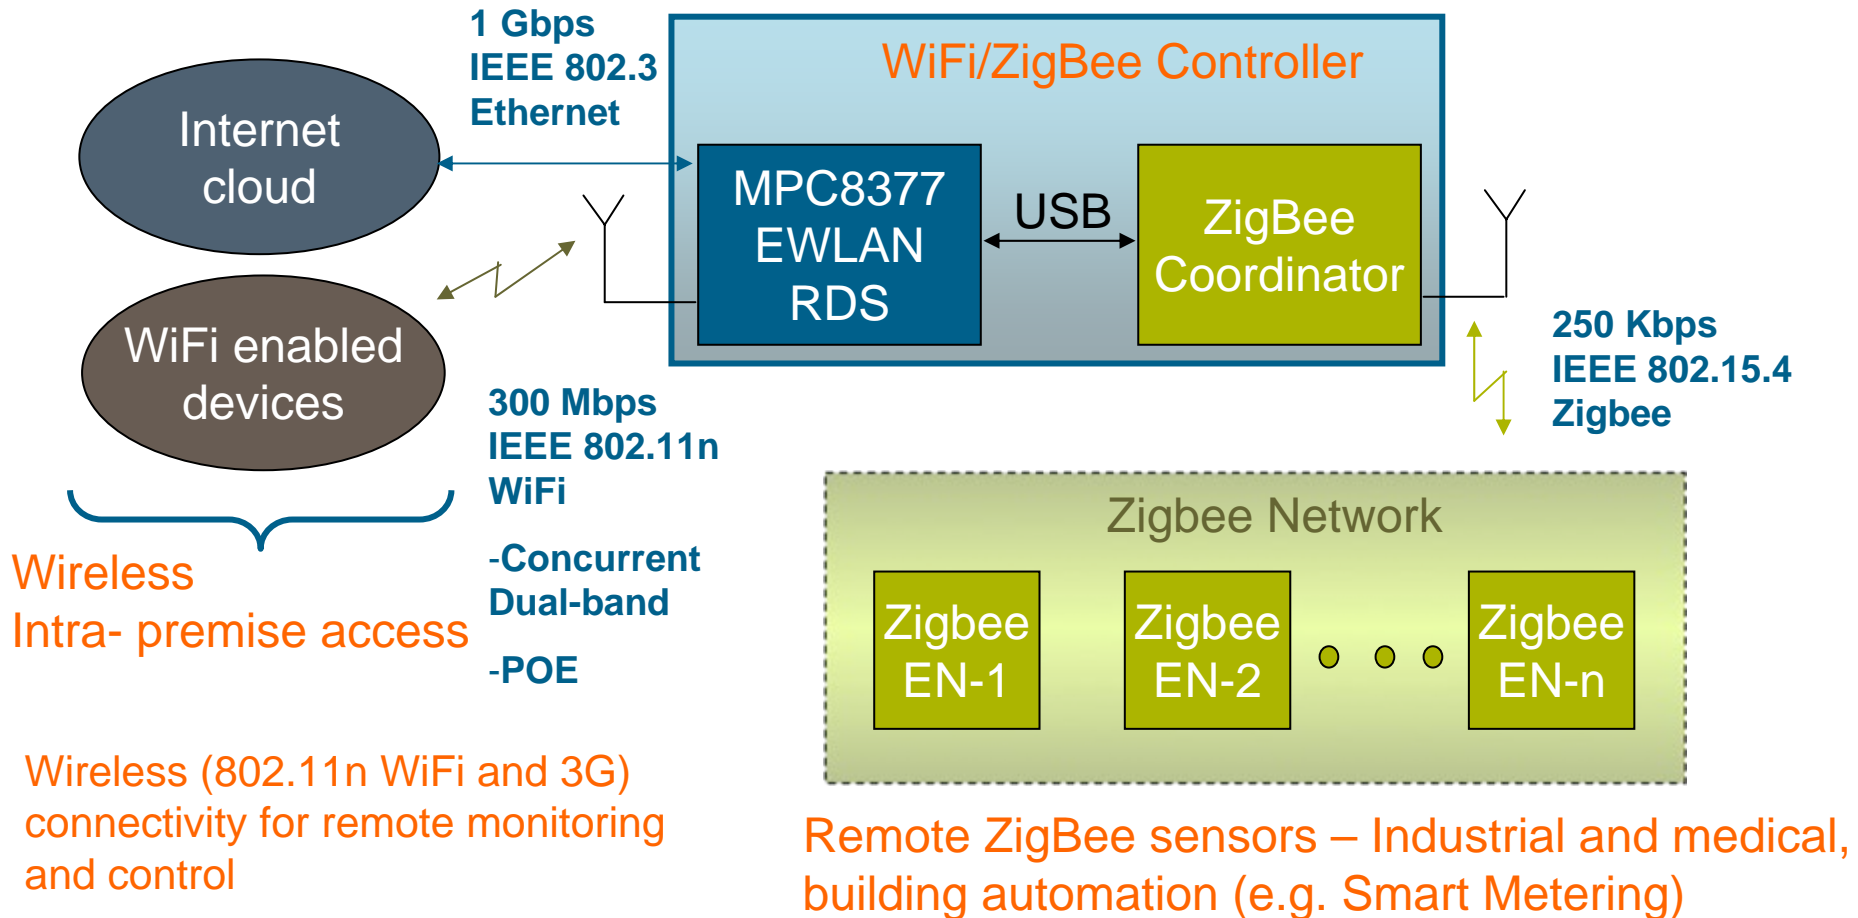 1 Gbps
IEEE 802.3
Ethernet
WiFi/ZigBee Controller
Internet
cloud
MPC8377
EWLAN
RDS
USB
ZigBee
Coordinator
WiFi enabled
devices
250 Kbps
IEEE 802.15.4
Zigbee
300 Mbps
IEEE 802.11n
WiFi
-Concurrent
Dual-band
-POE
Wireless
Intra- premise access
Zigbee Network
Zigbee
EN-1
Zigbee
EN-2
Zigbee
EN-n
Wireless (802.11n WiFi and 3G)
connectivity for remote monitoring
and control
Remote ZigBee sensors – Industrial and medical,
building automation (e.g. Smart Metering)